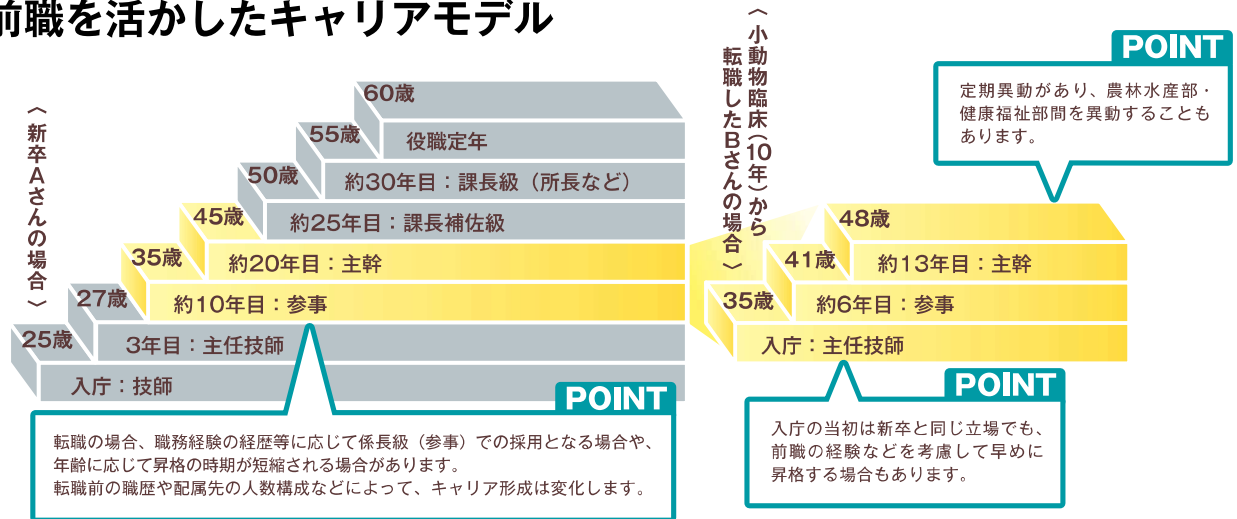 前職を活かしたキャリアモデル
〈新卒Aさんの場合〉
60歳
55歳
役職定年
50歳
約30年目：課長級（所長など）
45歳
約25年目：課長補佐級
35歳
約20年目：主幹
27歳
約10年目：参事
25歳
3年目：主任技師
入庁：技師
POINT
転職の場合、職務経験の経歴等に応じて係長級（参事）での採用となる場合や、
年齢に応じて昇格の時期が短縮される場合があります。
転職前の職歴や配属先の人数構成などによって、キャリア形成は変化します。
〈小動物臨床（10年）から
転職したBさんの場合〉
POINT
定期異動があり、農林水産部・
健康福祉部間を異動することも
あります。
48歳
41歳
約13年目：主幹
35歳
約6年目：参事
入庁：主任技師
POINT
入庁の当初は新卒と同じ立場でも、
前職の経験などを考慮して早めに
昇格する場合もあります。